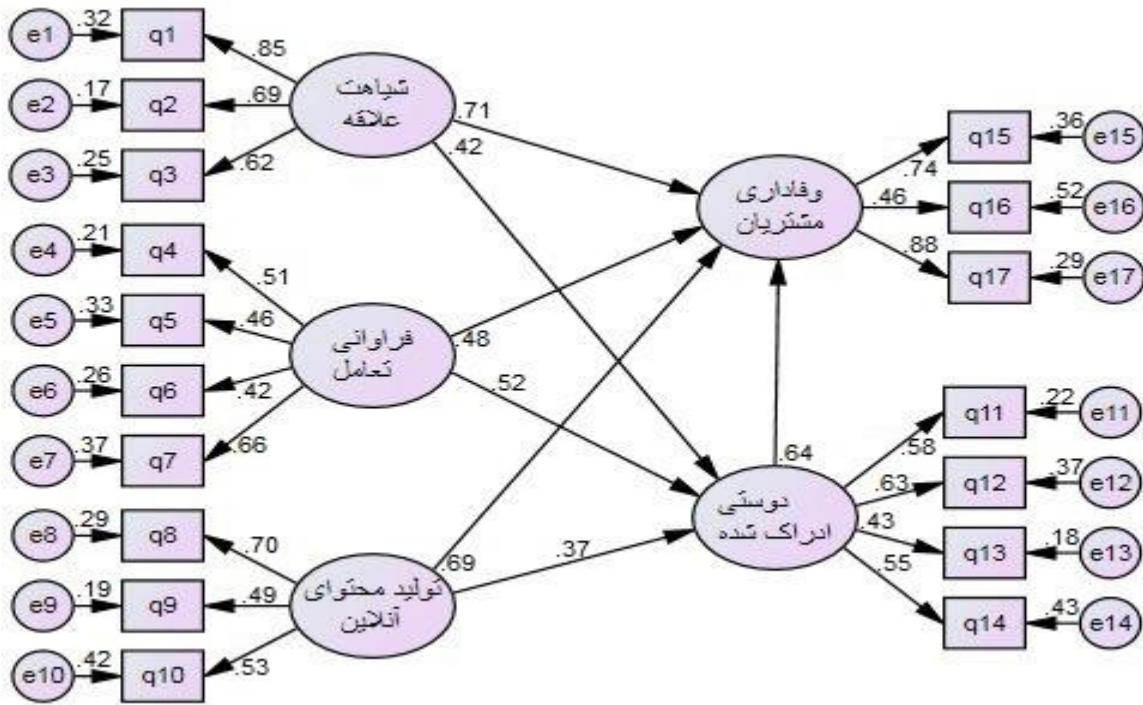 e1 .32 q1
.85
e2 .17 q2
.69
e3 .25 q3
.62
شباهت
علاقه
.71
.42
e4 .21 q4
.51
e5 .33 q5
.46
e6 .26 q6
.42
e7 .37 q7
.66
فراوانی
تعامل
.48
.52
e8 .29 q8
.70
e9 .19 q9
.49
e10 .42 q10
.53
تولید محتوای
آنلاین
.69
.37
وفاداری
مشتریان
.74
q15 .36 e15
.46
q16 .52 e16
.88
q17 .29 e17
.64
دوستی
ادراک شده
.58
q11 .22 e11
.63
q12 .37 e12
.43
q13 .18 e13
.55
q14 .43 e14